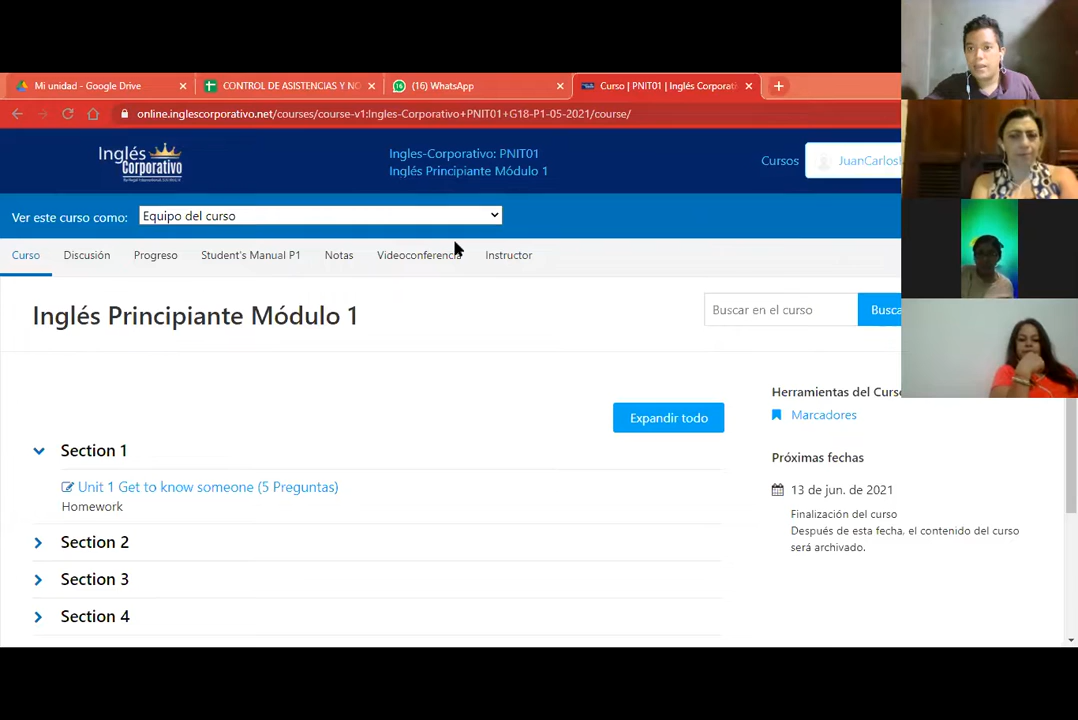 Mi unidad - Google Drive
CONTROL DE ASISTENCIAS Y NO
(16) WhatsApp
Curso | PNIT01 | Inglés Corporati
online.inglescorporativo.net/courses/course-v1:Ingles-Corporativo+PNIT01+G18-P1-05-2021/course/
Inglés
Corporativo
Ingles-Corporativo: PNIT01
Inglés Principiante Módulo 1
Cursos
JuanCarlos
Ver este curso como:
Equipo del curso
Curso
Discusión
Progreso
Student's Manual P1
Notas
Videoconferencia
Instructor
Inglés Principiante Módulo 1
Buscar en el curso
Busca
Herramientas del Curso
Marcadores
Expandir todo
Section 1
Unit 1 Get to know someone (5 Preguntas)
Homework
Section 2
Section 3
Section 4
Próximas fechas
13 de jun. de 2021
Finalización del curso
Después de esta fecha, el contenido del curso
será archivado.